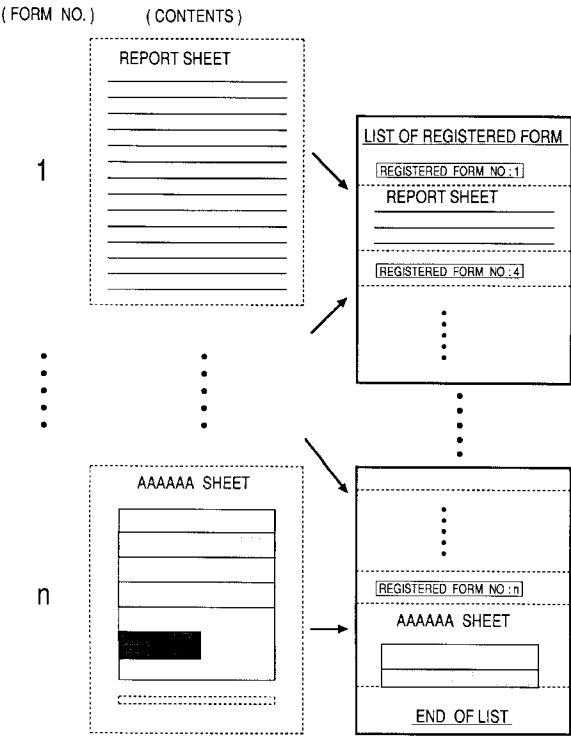 (FORM NO.) (CONTENTS)
REPORT SHEET
1
LIST OF REGISTERED FORM
REGISTERED FORM NO:1
REPORT SHEET
REGISTERED FORM NO:4
AAAAAA SHEET
n
REGISTERED FORM NO:n
AAAAAA SHEET
END OF LIST